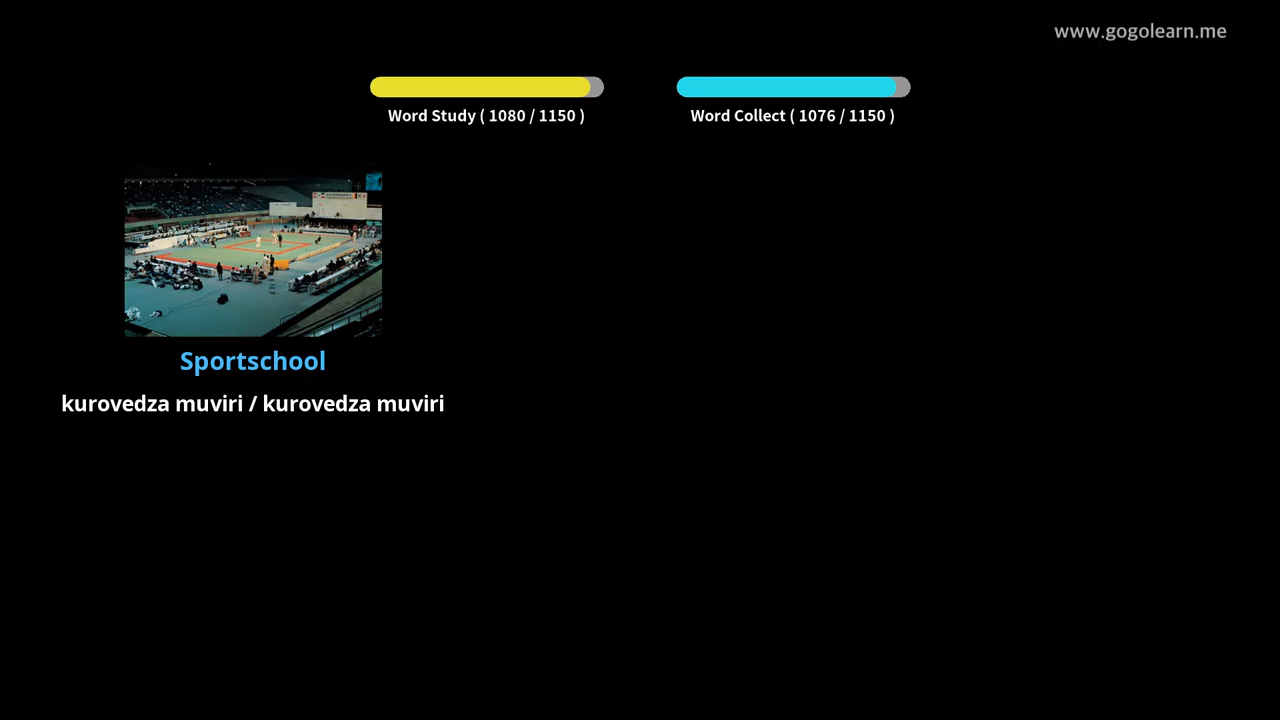 www.gogolearn.me
Word Study ( 1080 / 1150 )
Word Collect ( 1076 / 1150 )
Sportschool
kurovedza muviri / kurovedza muviri